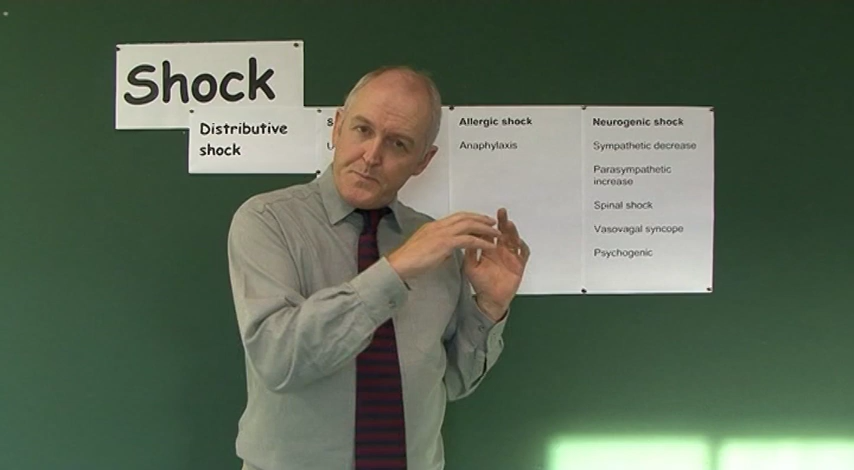 Shock
Distributive
shock
Allergic shock
Anaphylaxis
Neurogenic shock
Sympathetic decrease
Parasympathetic
increase
Spinal shock
Vasovagal syncope
Psychogenic